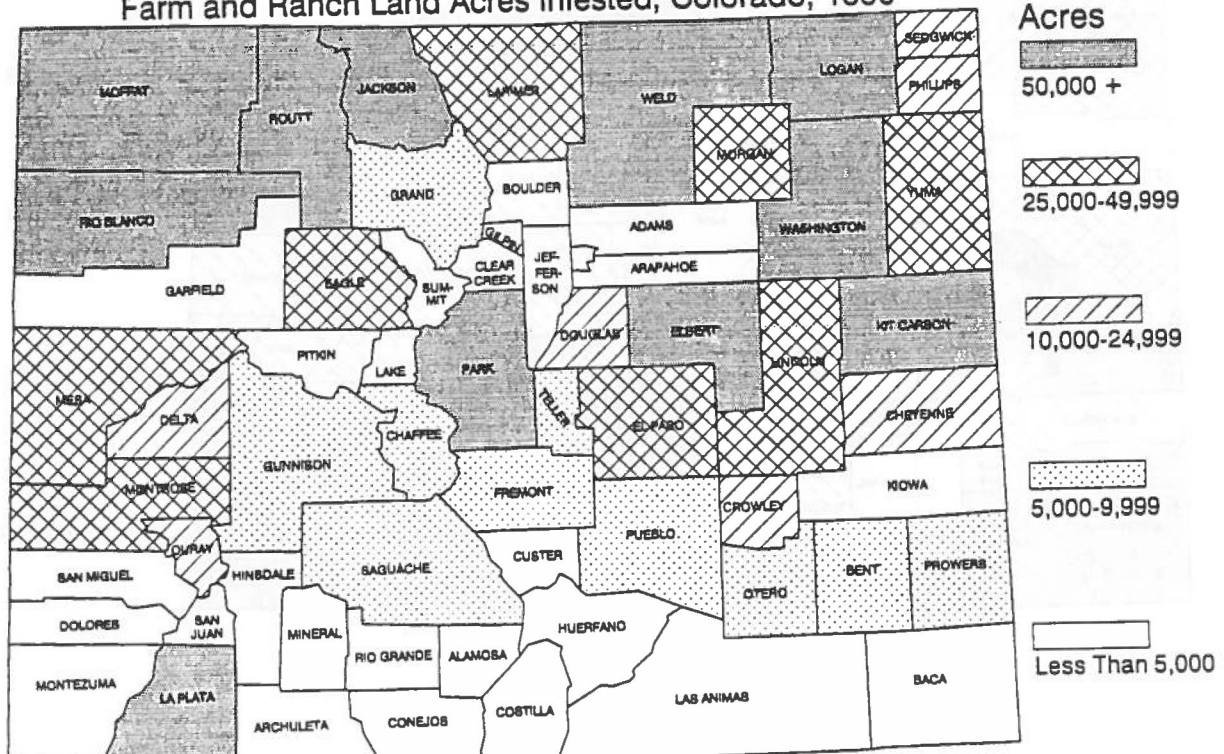 Farm and Ranch Land Acres Infested, Colorado,
Acres
50,000 +
25,000-49,999
10,000-24,999
5,000-9,999
Less Than 5,000
MOFFAT
ROUTT
JACKSON
LARIMER
WELD
LOGAN
SEDGWICK
PHILLIPS
MORGAN
YUMA
WASHINGTON
RIO BLANCO
GRAND
BOULDER
GILPIN
ADAMS
ARAPAHOE
GARFIELD
EAGLE
SUM-
MIT
CLEAR
CREEK
JEF-
FER-
SON
DOUGLAS
ELBERT
LINCOLN
KIT CARSON
MESA
PITKIN
LAKE
PARK
TELLER
EL PASO
CHEYENNE
DELTA
GUNNISON
CHAFFEE
MONTROSE
FREMONT
CROWLEY
KIOWA
OURAY
PUEBLO
SAN MIGUEL
HINSDALE
SAGUACHE
CUSTER
OTERO
BENT
PROWERS
DOLORES
SAN
JUAN
MINERAL
RIO GRANDE
ALAMOSA
HUERFANO
MONTEZUMA
LA PLATA
ARCHULETA
CONEJOS
COSTILLA
LAS ANIMAS
BACA